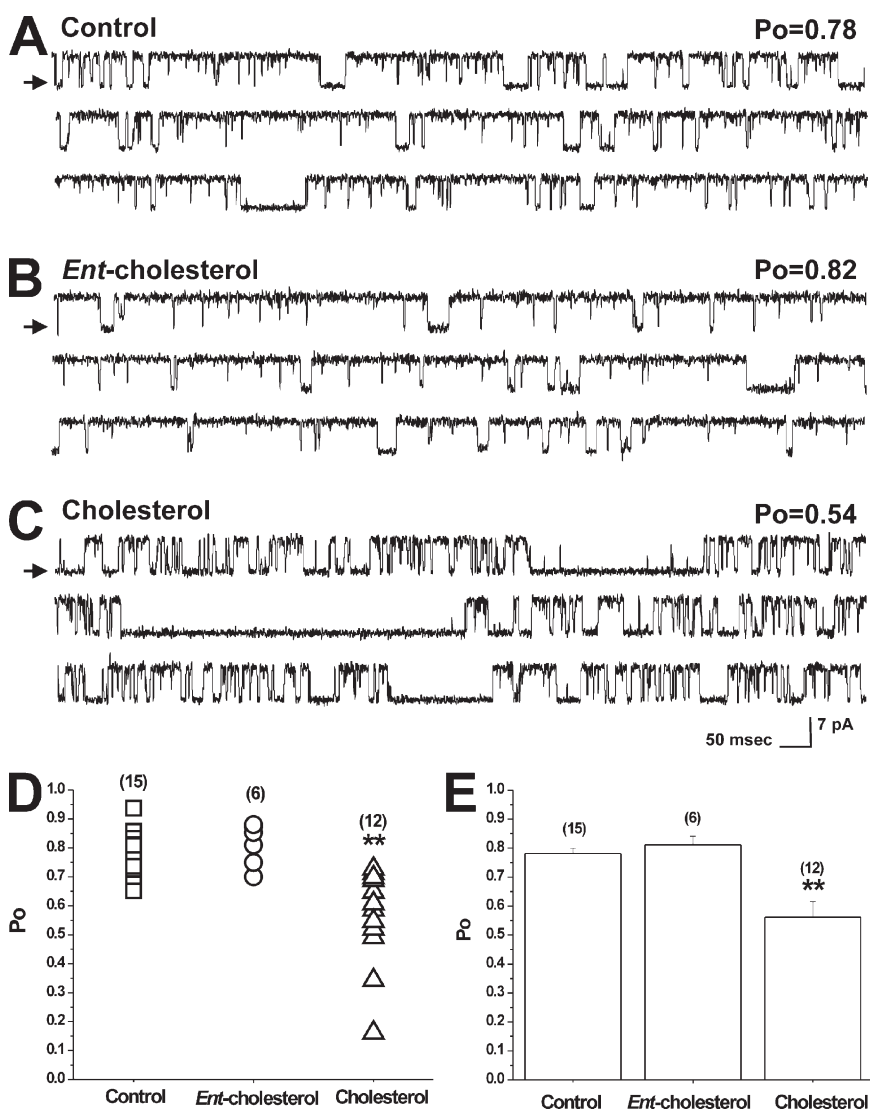 A Control Po=0.78
B Ent-cholesterol Po=0.82
C Cholesterol Po=0.54
7 pA
50 msec
D
(15)
(6)
(12)
**
1.0
0.9
0.8
0.7
0.6
0.5
0.4
0.3
0.2
0.1
0.0
Po
Control Ent-cholesterol Cholesterol
E
(15)
(6)
(12)
**
1.0
0.9
0.8
0.7
0.6
0.5
0.4
0.3
0.2
0.1
0.0
Po
Control Ent-cholesterol Cholesterol